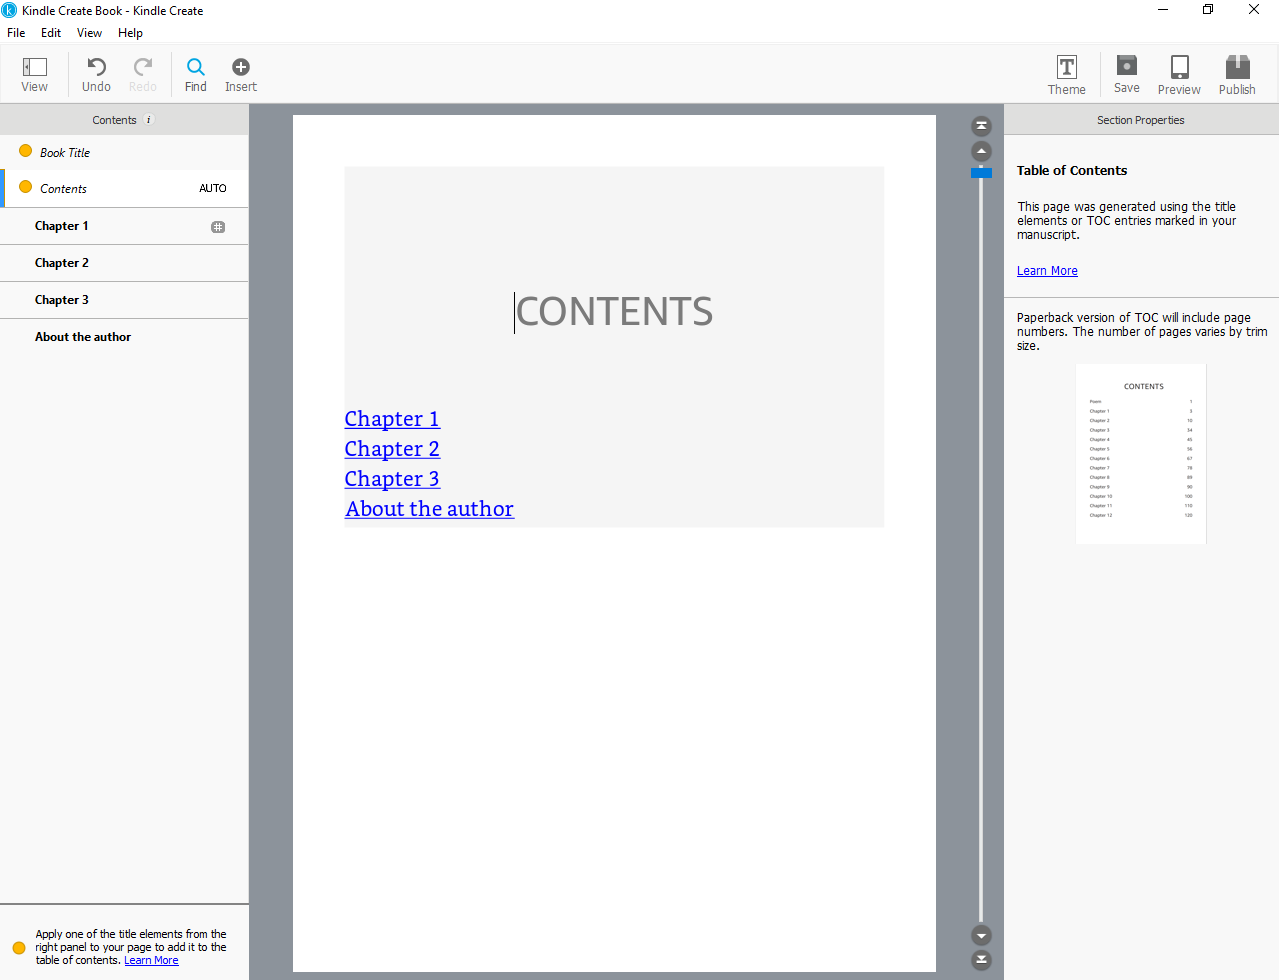 Kindle Create Book - Kindle Create
File Edit View Help
View Undo Redo Find Insert Theme Save Preview Publish
Contents i
Book Title
Contents AUTO
Chapter 1 #
Chapter 2
Chapter 3
About the author
Apply one of the title elements from the
right panel to your page to add it to the
table of contents. Learn More
CONTENTS
Chapter 1
Chapter 2
Chapter 3
About the author
Section Properties
Table of Contents
This page was generated using the title
elements or TOC entries marked in your
manuscript.
Learn More
Paperback version of TOC will include page
numbers. The number of pages varies by trim
size.
CONTENTS
Poem 1
Chapter 1 3
Chapter 2 10
Chapter 3 34
Chapter 4 45
Chapter 5 56
Chapter 6 67
Chapter 7 78
Chapter 8 89
Chapter 9 90
Chapter 10 100
Chapter 11 110
Chapter 12 120